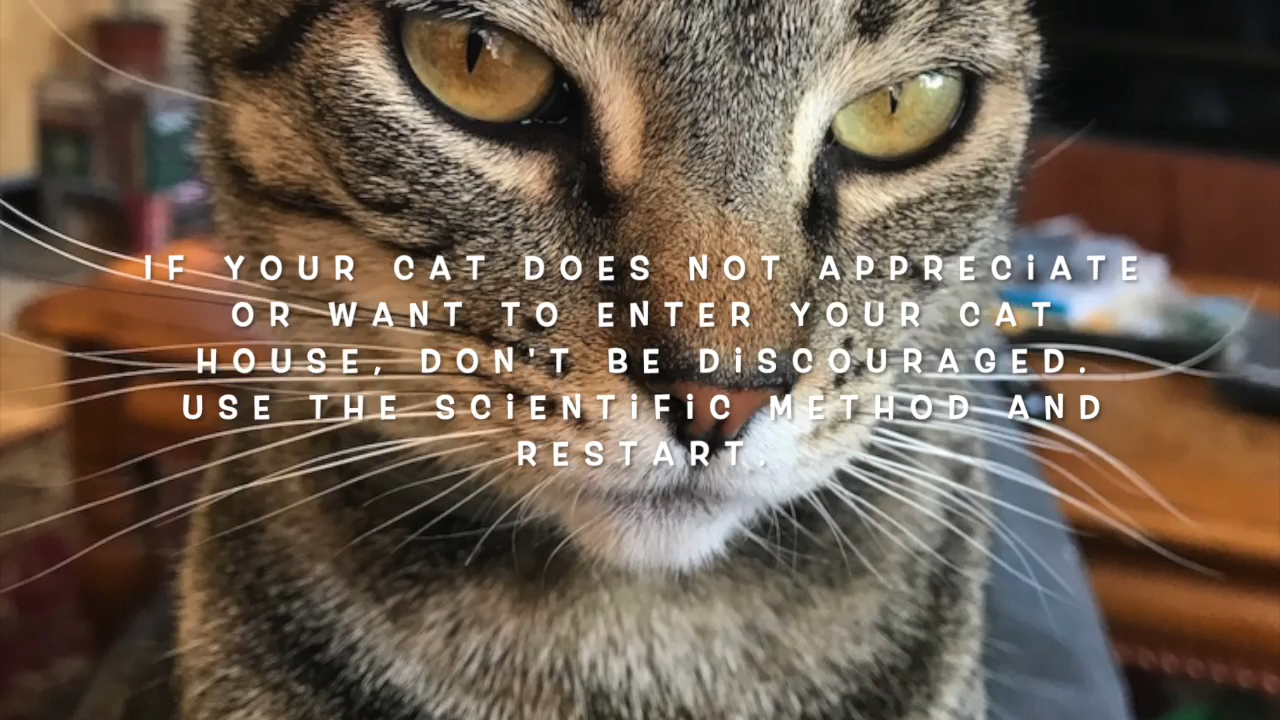 IF YOUR CAT DOES NOT APPRECiATE
OR WANT TO ENTER YOUR CAT
HOUSE, DON'T BE DiSCOURAGED.
USE THE SCiENTiFiC METHOD AND
RESTART.